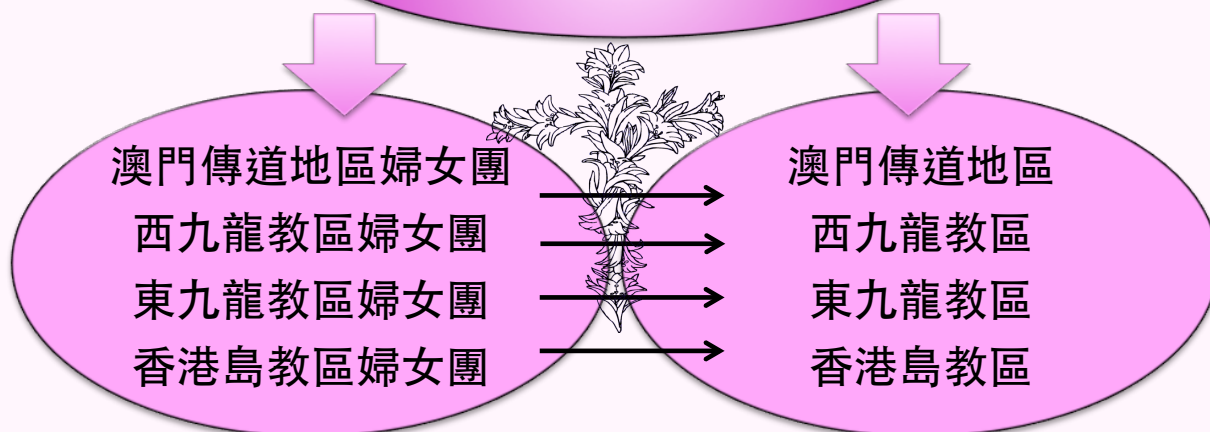 澳門傳道地區婦女團
西九龍教區婦女團
東九龍教區婦女團
香港島教區婦女團
澳門傳道地區
西九龍教區
東九龍教區
香港島教區